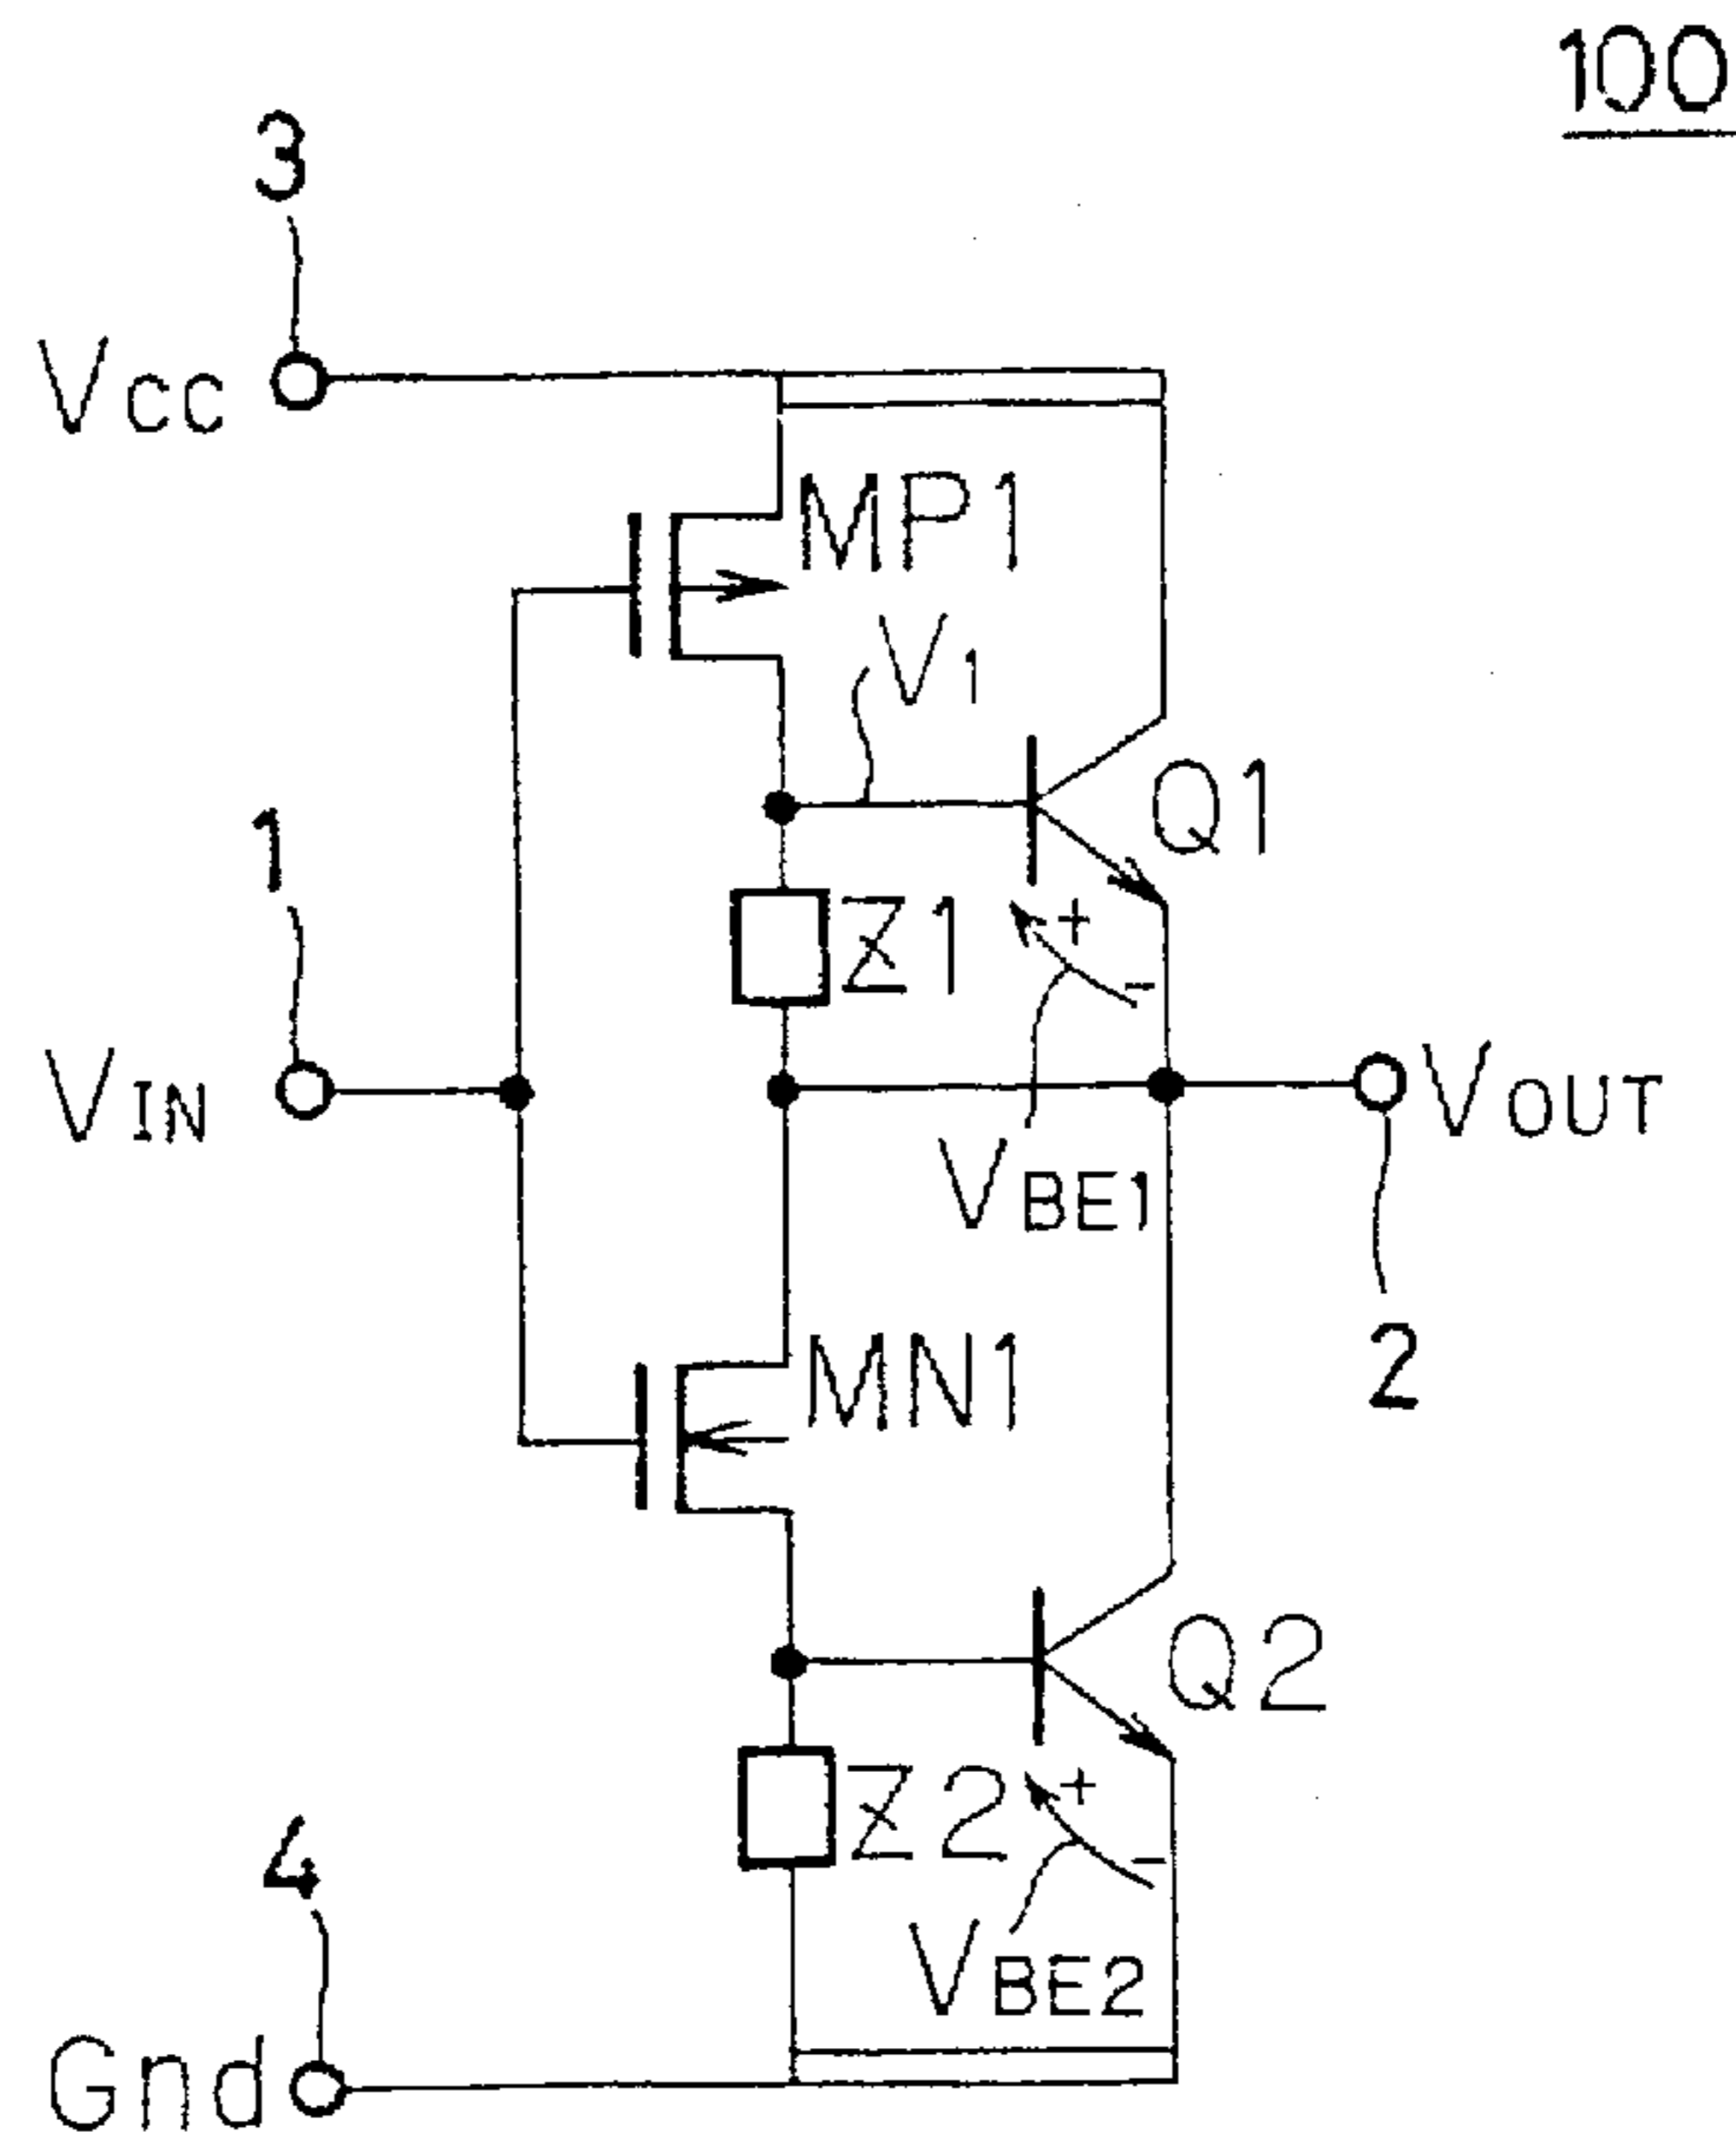 100
3
VCC
MP1
V1
Q1
1
Z1
+
-
VIN
VOUT
VBE1
2
MN1
Q2
Z2
+
-
4
VBE2
Gnd